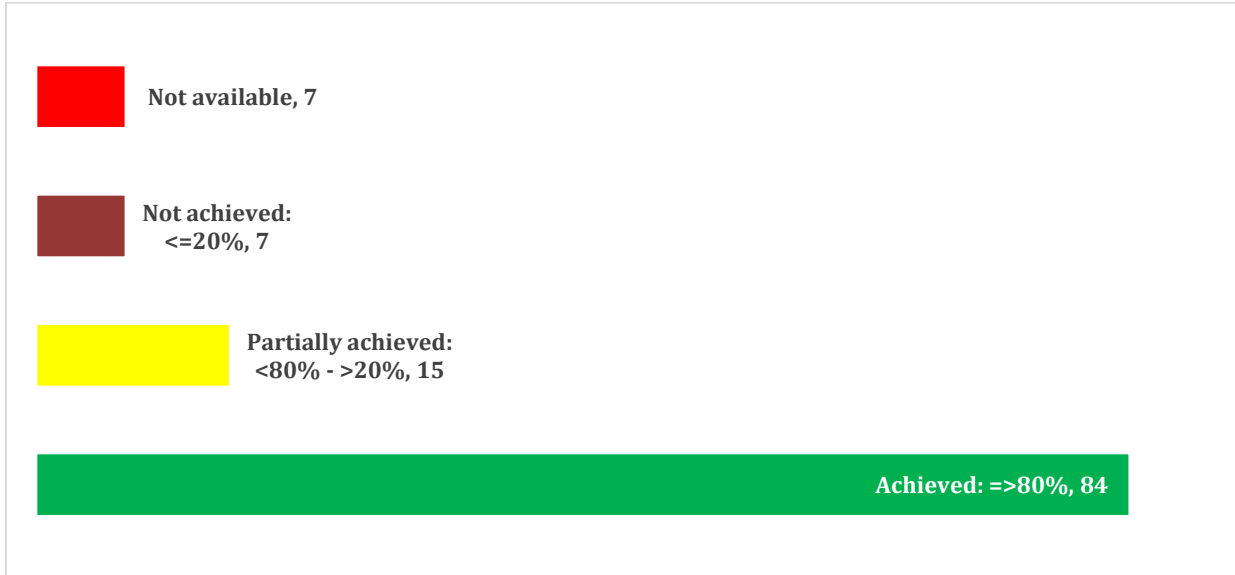 Not available, 7
Not achieved:
<=20%, 7
Partially achieved:
<80% - >20%, 15
Achieved: =>80%, 84